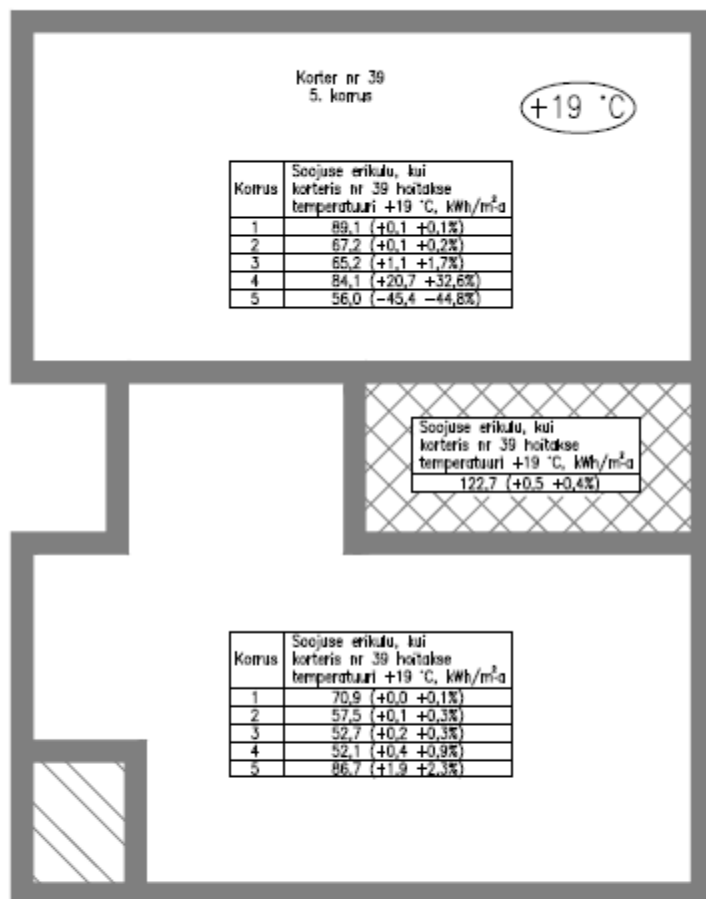 Korter nr 39
5. korrus
+19 °C
Korrus
Soojuse erikulu, kui
korteris nr 39 hoitakse
temperatuuri +19 °C, kWh/m²a
1 89,1 (+0,1 +0,1%)
2 67,2 (+0,1 +0,2%)
3 65,2 (+1,1 +1,7%)
4 84,1 (+20,7 +32,6%)
5 56,0 (−45,4 −44,8%)
Soojuse erikulu, kui
korteris nr 39 hoitakse
temperatuuri +19 °C, kWh/m²a
122,7 (+0,5 +0,4%)
Korrus
Soojuse erikulu, kui
korteris nr 39 hoitakse
temperatuuri +19 °C, kWh/m²a
1 70,9 (+0,0 +0,1%)
2 57,5 (+0,1 +0,3%)
3 52,7 (+0,2 +0,3%)
4 52,1 (+0,4 +0,9%)
5 86,7 (+1,9 +2,3%)